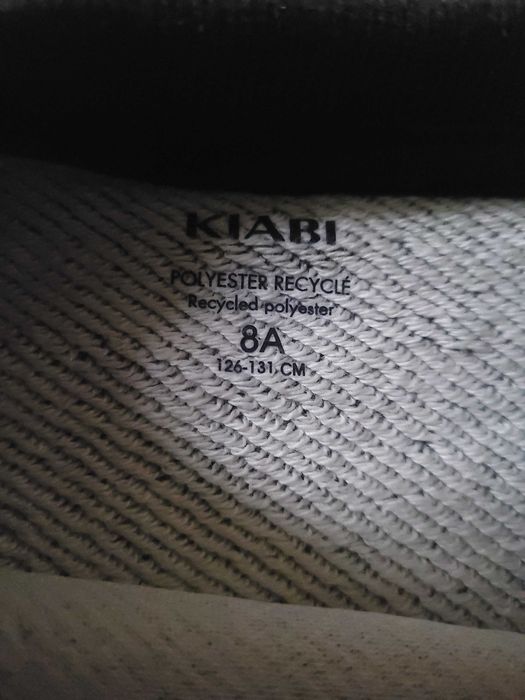 KIABI
POLYESTER RECYCLÉ
Recycled polyester
8A
126-131 CM